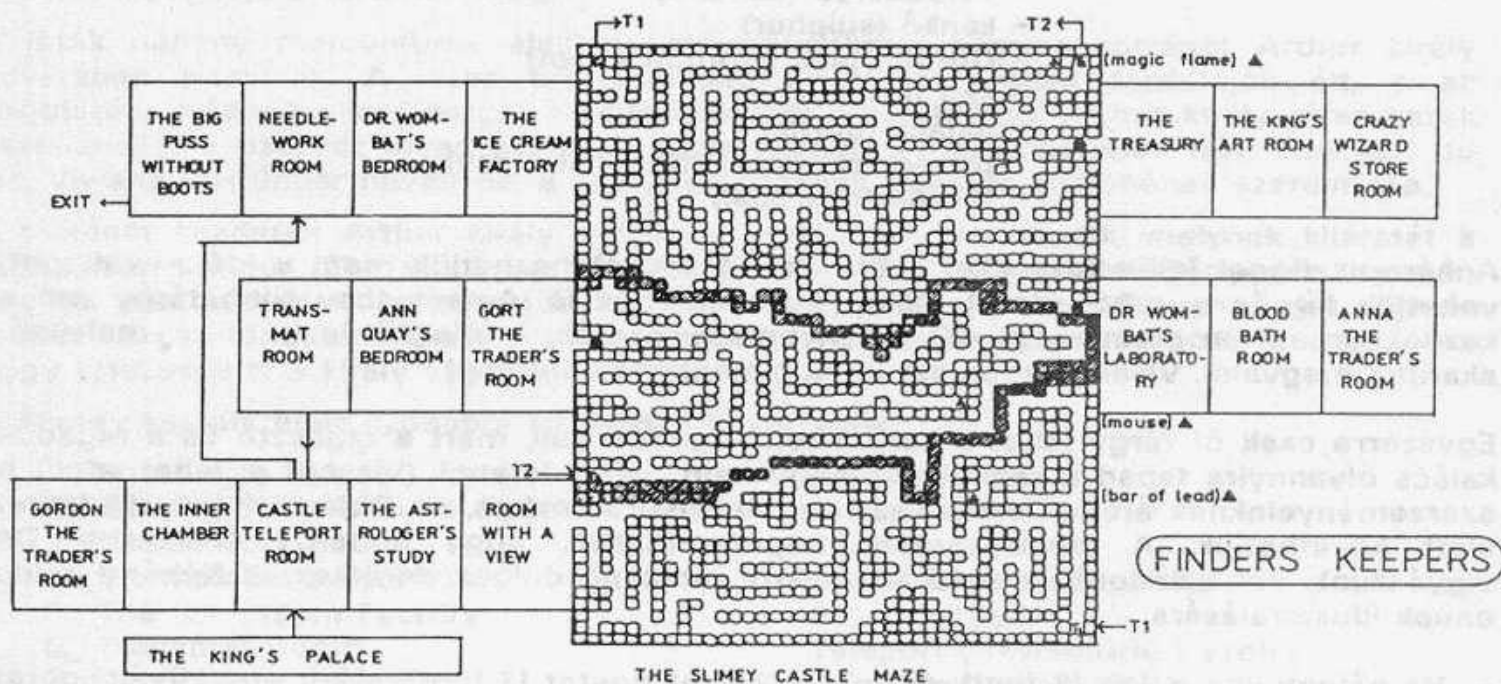 T1
T2
(magic flame)
THE BIG PUSS WITHOUT BOOTS
NEEDLE-WORK ROOM
DR. WOM-BAT'S BEDROOM
THE ICE CREAM FACTORY
THE TREASURY
THE KING'S ART ROOM
CRAZY WIZARD STORE ROOM
EXIT
TRANS-MAT ROOM
ANN QUAY'S BEDROOM
GORT THE TRADER'S ROOM
DR WOM-BAT'S LABORATO-RY
BLOOD BATH ROOM
ANNA THE TRADER'S ROOM
(mouse)
T2
(bar of lead)
GORDON THE TRADER'S ROOM
THE INNER CHAMBER
CASTLE TELEPORT ROOM
THE AST-ROLOGER'S STUDY
ROOM WITH A
FINDERS KEEPERS
T1
THE KING'S PALACE
THE SLIMEY CASTLE MAZE